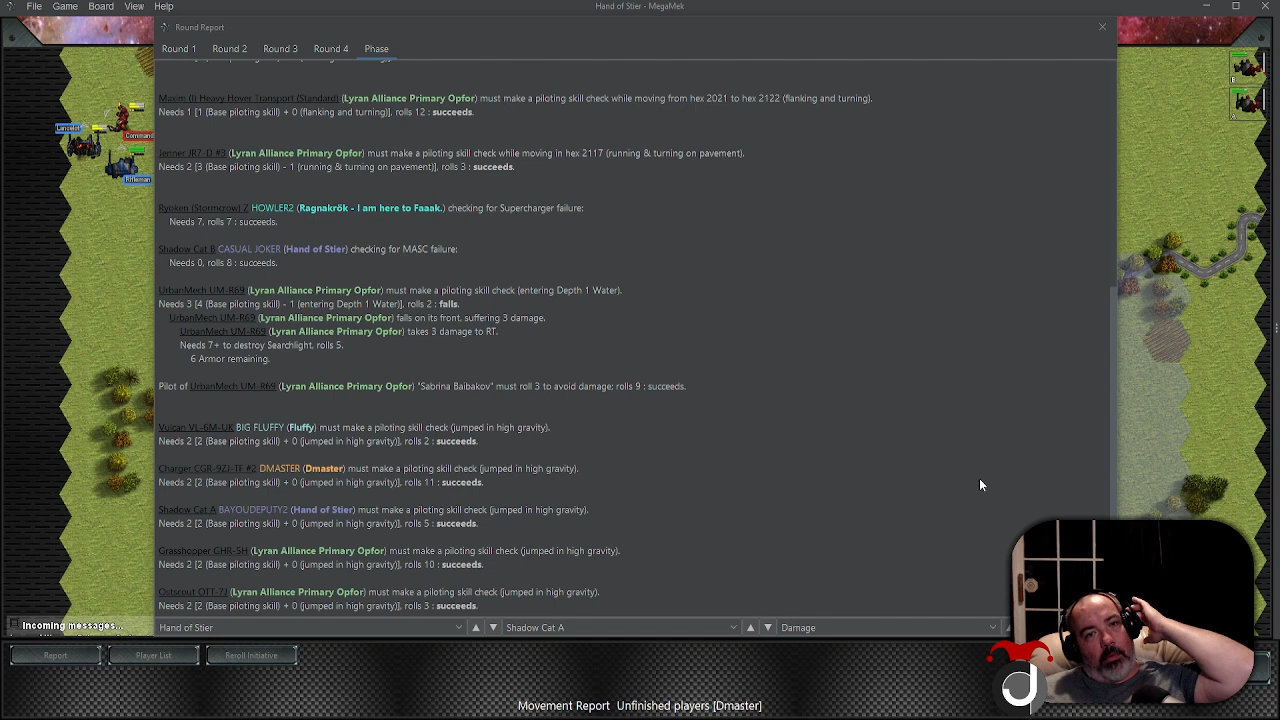 Hand of Stier - MegaMek
File Game Board View Help
Round Report
Round 1 Round 2 Round 3 Round 4 Phase
Maxim (I) Heavy Hover Transport (Standard) (Lyran Alliance Primary Opfor) must make a piloting skill check while moving from hex 2021 to hex 2122 (flanking and turning).
Needs 1 [3 (Base piloting skill) + 0 (flanking and turning)], rolls 12 : succeeds.
Jenner JR7-D #3 (Lyran Alliance Primary Opfor) must make a piloting skill check while moving in hex 2117 (running & turning on pavement).
Needs 2 [3 (Base piloting skill) - 1 (running & turning on pavement)], rolls 3 : succeeds.
Ryoken (Stormcrow) Z HOWLER2 (Ragnakrök - I am here to Faaak.) checking for Supercharger failure:
Needs 7, rolls 7 : succeeds.
Shadow Cat B CASUAL JOKER (Hand of Stier) checking for MASC failure:
Needs 0, rolls 8 : succeeds.
UrbanMech UM-R69 (Lyran Alliance Primary Opfor) must make a piloting skill check (entering Depth 1 Water).
Needs 3 [4 (Base piloting skill) - 1 (entering Depth 1 Water)], rolls 2 : falls.
UrbanMech UM-R69 (Lyran Alliance Primary Opfor) falls on its front, suffering 3 damage.
UrbanMech UM-R69 (Lyran Alliance Primary Opfor) takes 3 damage to RT.
Needs 7+ to destroy Searchlight, rolls 5.
6 Armor remaining.
Pilot of UrbanMech UM-R69 (Lyran Alliance Primary Opfor) "Sabrina Baibakov" must roll 3 to avoid damage; rolls 9 : succeeds.
Vulcan VL-6M-UK BIG FLUFFY (Fluffy) must make a piloting skill check (jumped in high gravity).
Needs 2 [2 (Base piloting skill) + 0 (jumped in high gravity)], rolls 2 : succeeds.
Charger CGR-9ZJ-TF #2 DMASTER (Dmaster) must make a piloting skill check (jumped in high gravity).
Needs 2 [2 (Base piloting skill) + 0 (jumped in high gravity)], rolls 11 : succeeds.
Shadow Cat A BAYOUDEPUTY2 (Hand of Stier) must make a piloting skill check (jumped in high gravity).
Needs 2 [2 (Base piloting skill) + 0 (jumped in high gravity)], rolls 5 : succeeds.
Grasshopper GHR-5H (Lyran Alliance Primary Opfor) must make a piloting skill check (jumped in high gravity).
Needs 2 [2 (Base piloting skill) + 0 (jumped in high gravity)], rolls 10 : succeeds.
Ostscout OTT-7J (Lyran Alliance Primary Opfor) must make a piloting skill check (jumped in high gravity).
Needs 2 [2 (Base piloting skill) + 0 (jumped in high gravity)], rolls 3 : succeeds.
Lancelot
Command
Rifleman
Incoming messages...
Hand of Stier Shadow Cat A Damage
Report Player List Reroll Initiative
Movement Report Unfinished players [Dmaster]